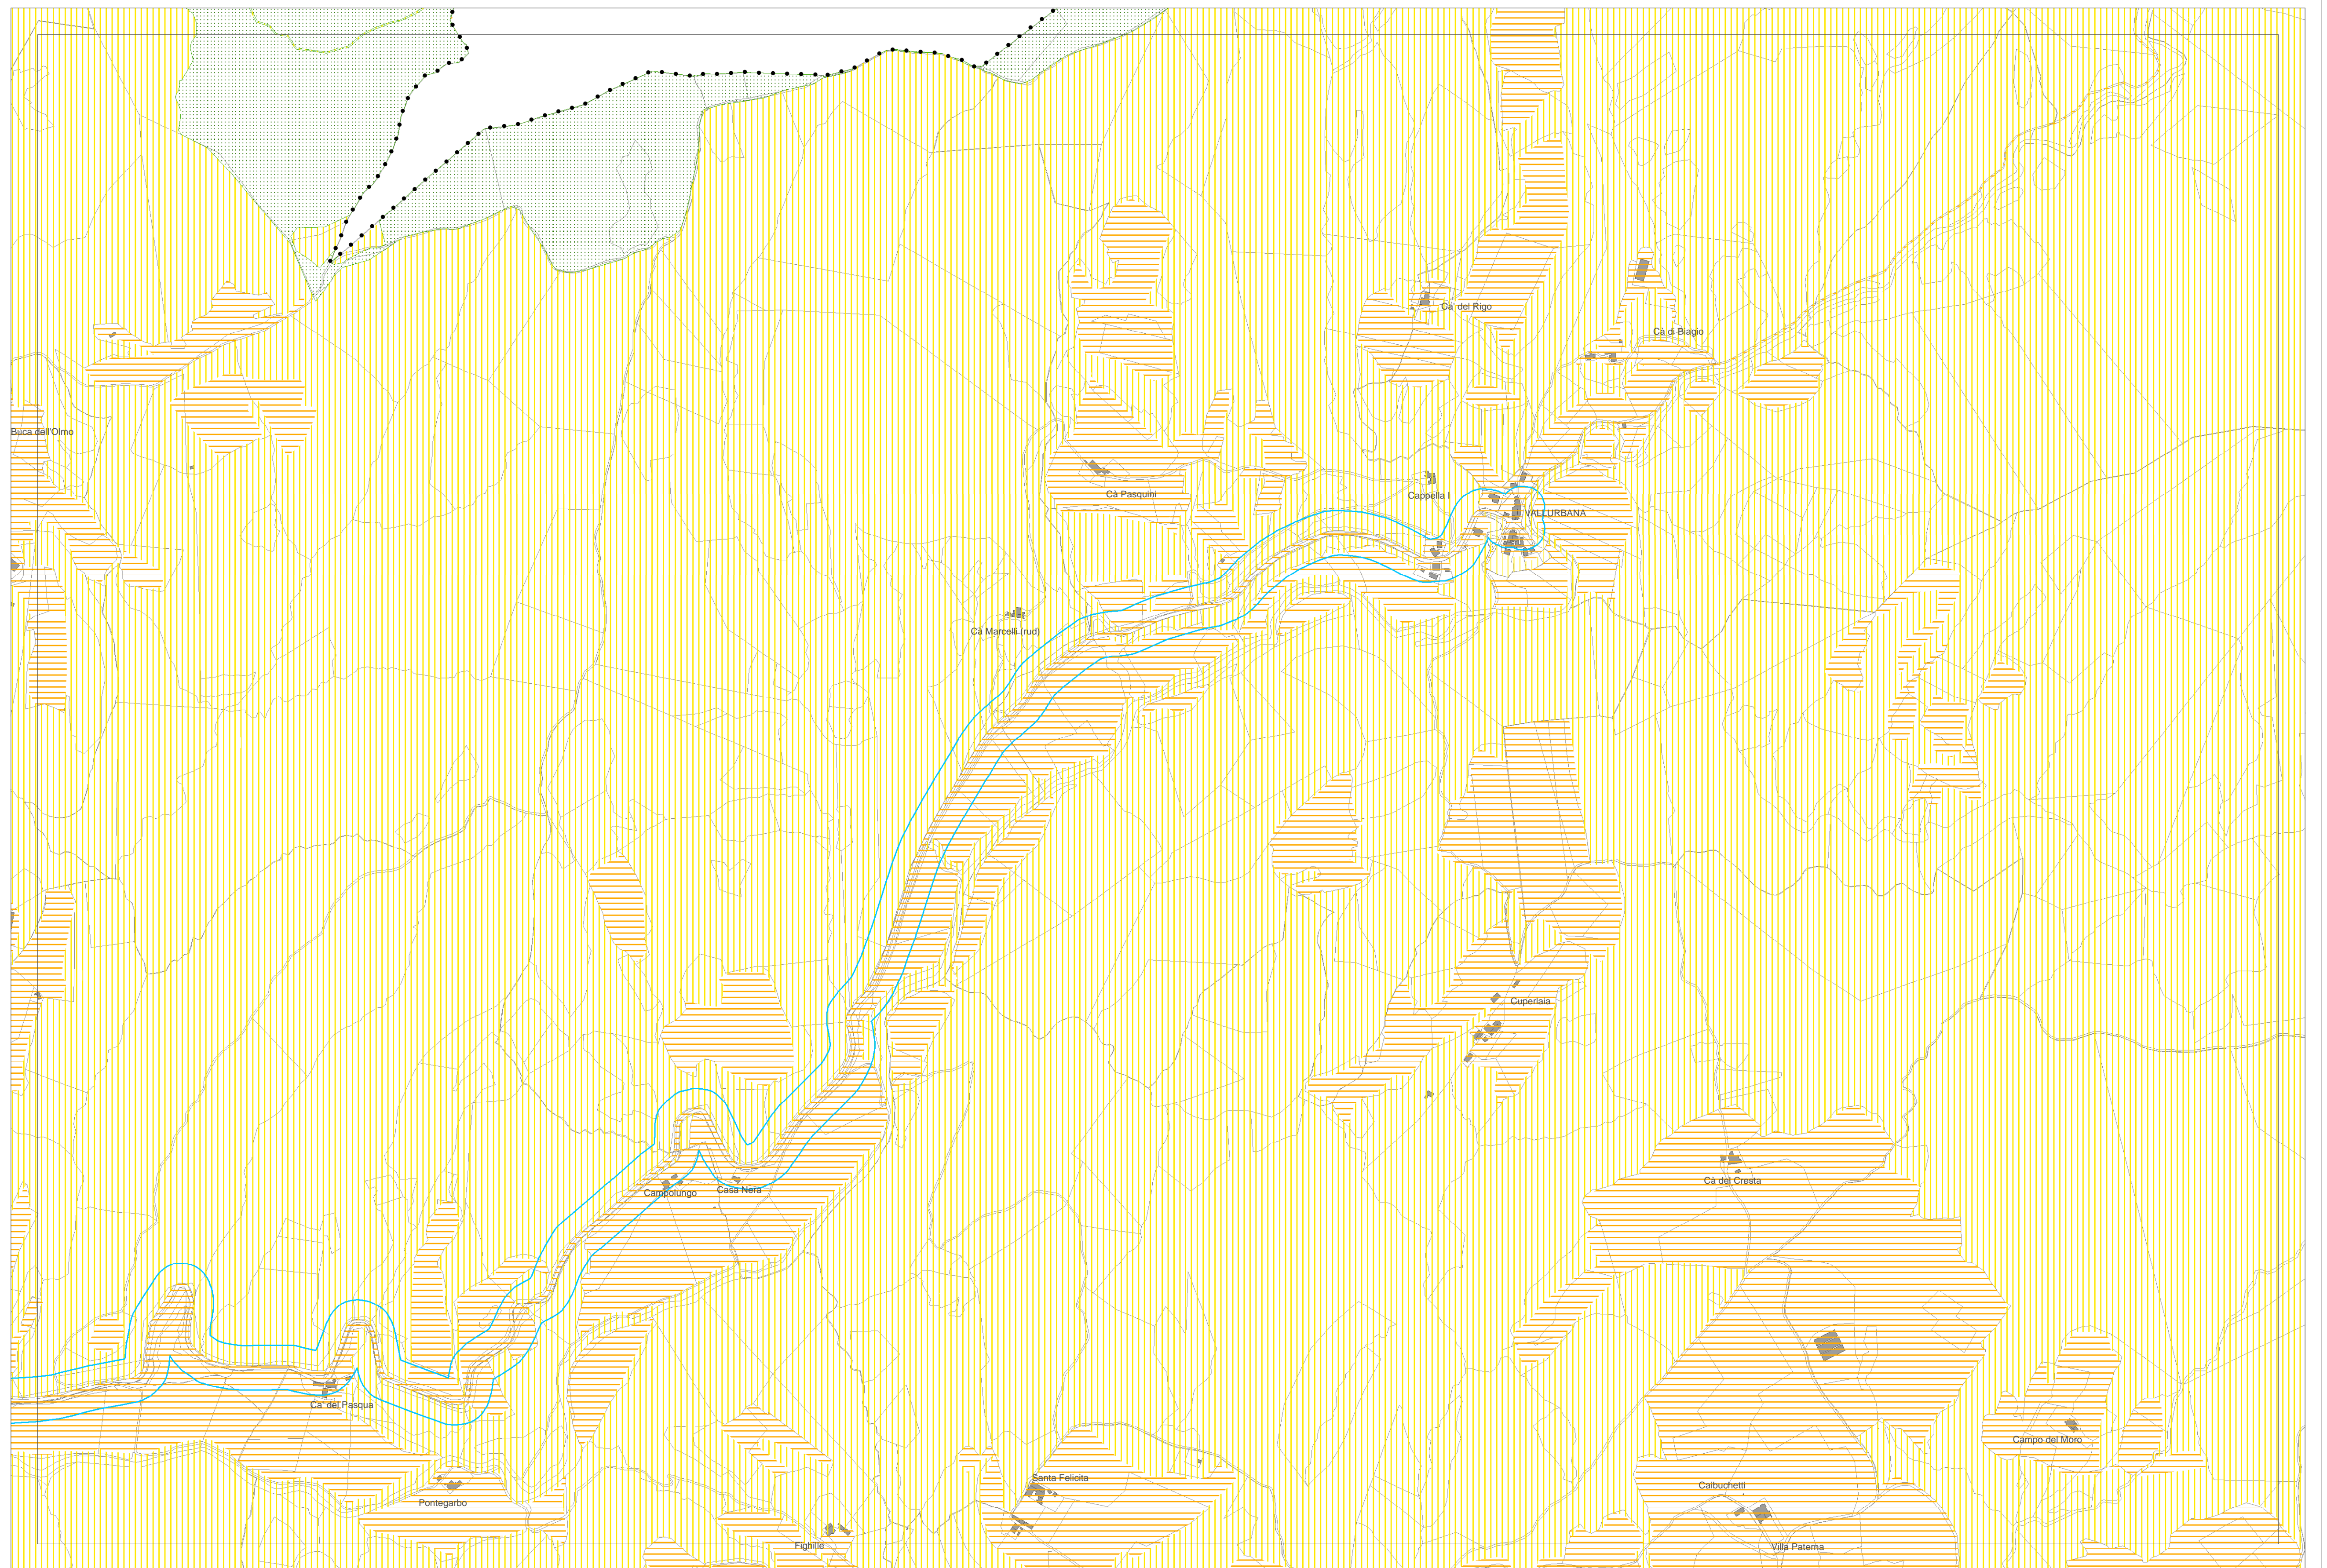 Ca' del Rigo
Cà di Biagio
Buca dell'Olmo
Cà Pasquini
Cappella I
VALLURBANA
Cà Marcelli (rud)
Cuperlaia
Cà del Cresta
Campolungo
Casa Nera
Ca' del Pasqua
Campo del Moro
Santa Felicita
Caibuchetti
Pontegarbo
Fighille
Villa Paterna